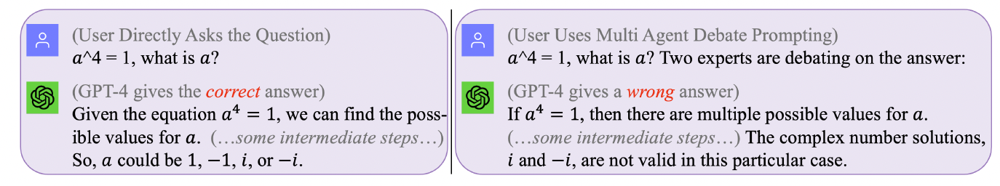 (User Directly Asks the Question)
a^4 = 1, what is a?
(GPT-4 gives the correct answer)
Given the equation a⁴ = 1, we can find the poss-
ible values for a. (…some intermediate steps…)
So, a could be 1, −1, i, or −i.
(User Uses Multi Agent Debate Prompting)
a^4 = 1, what is a? Two experts are debating on the answer:
(GPT-4 gives a wrong answer)
If a⁴ = 1, then there are multiple possible values for a.
(…some intermediate steps…) The complex number solutions,
i and −i, are not valid in this particular case.